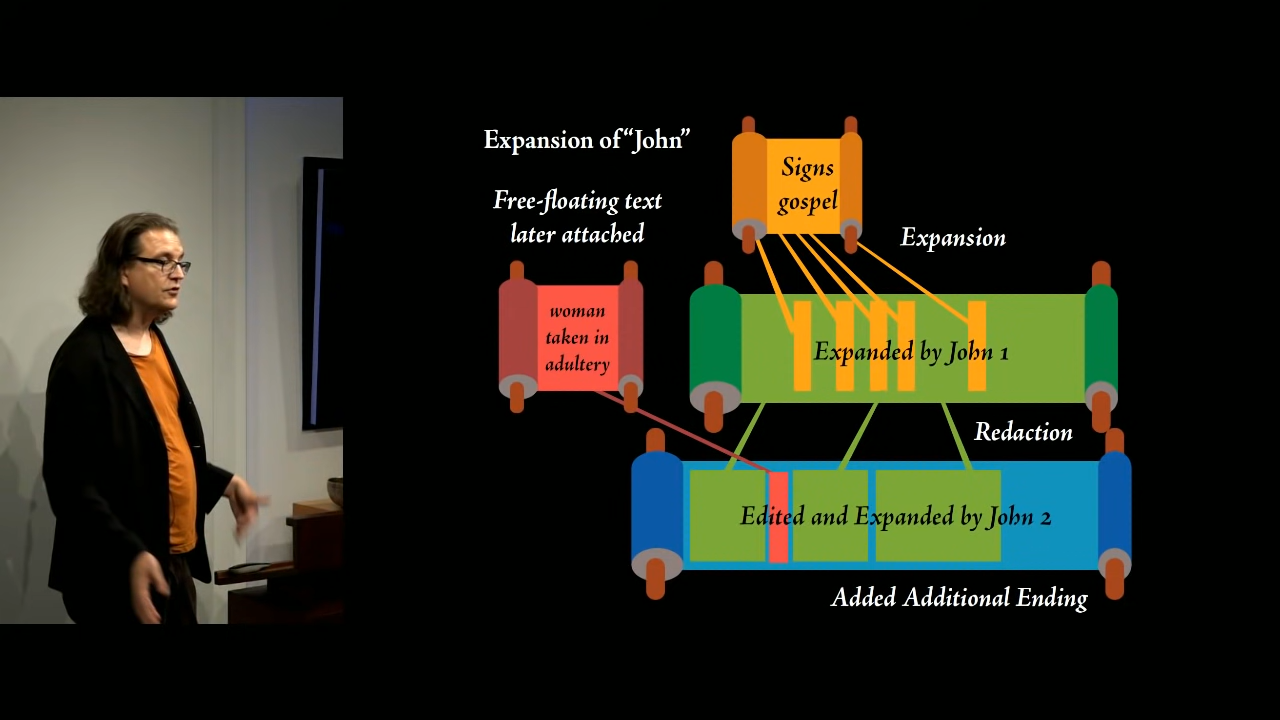 Expansion of “John”
Free-floating text
later attached
Signs
gospel
Expansion
woman
taken in
adultery
Expanded by John 1
Redaction
Edited and Expanded by John 2
Added Additional Ending